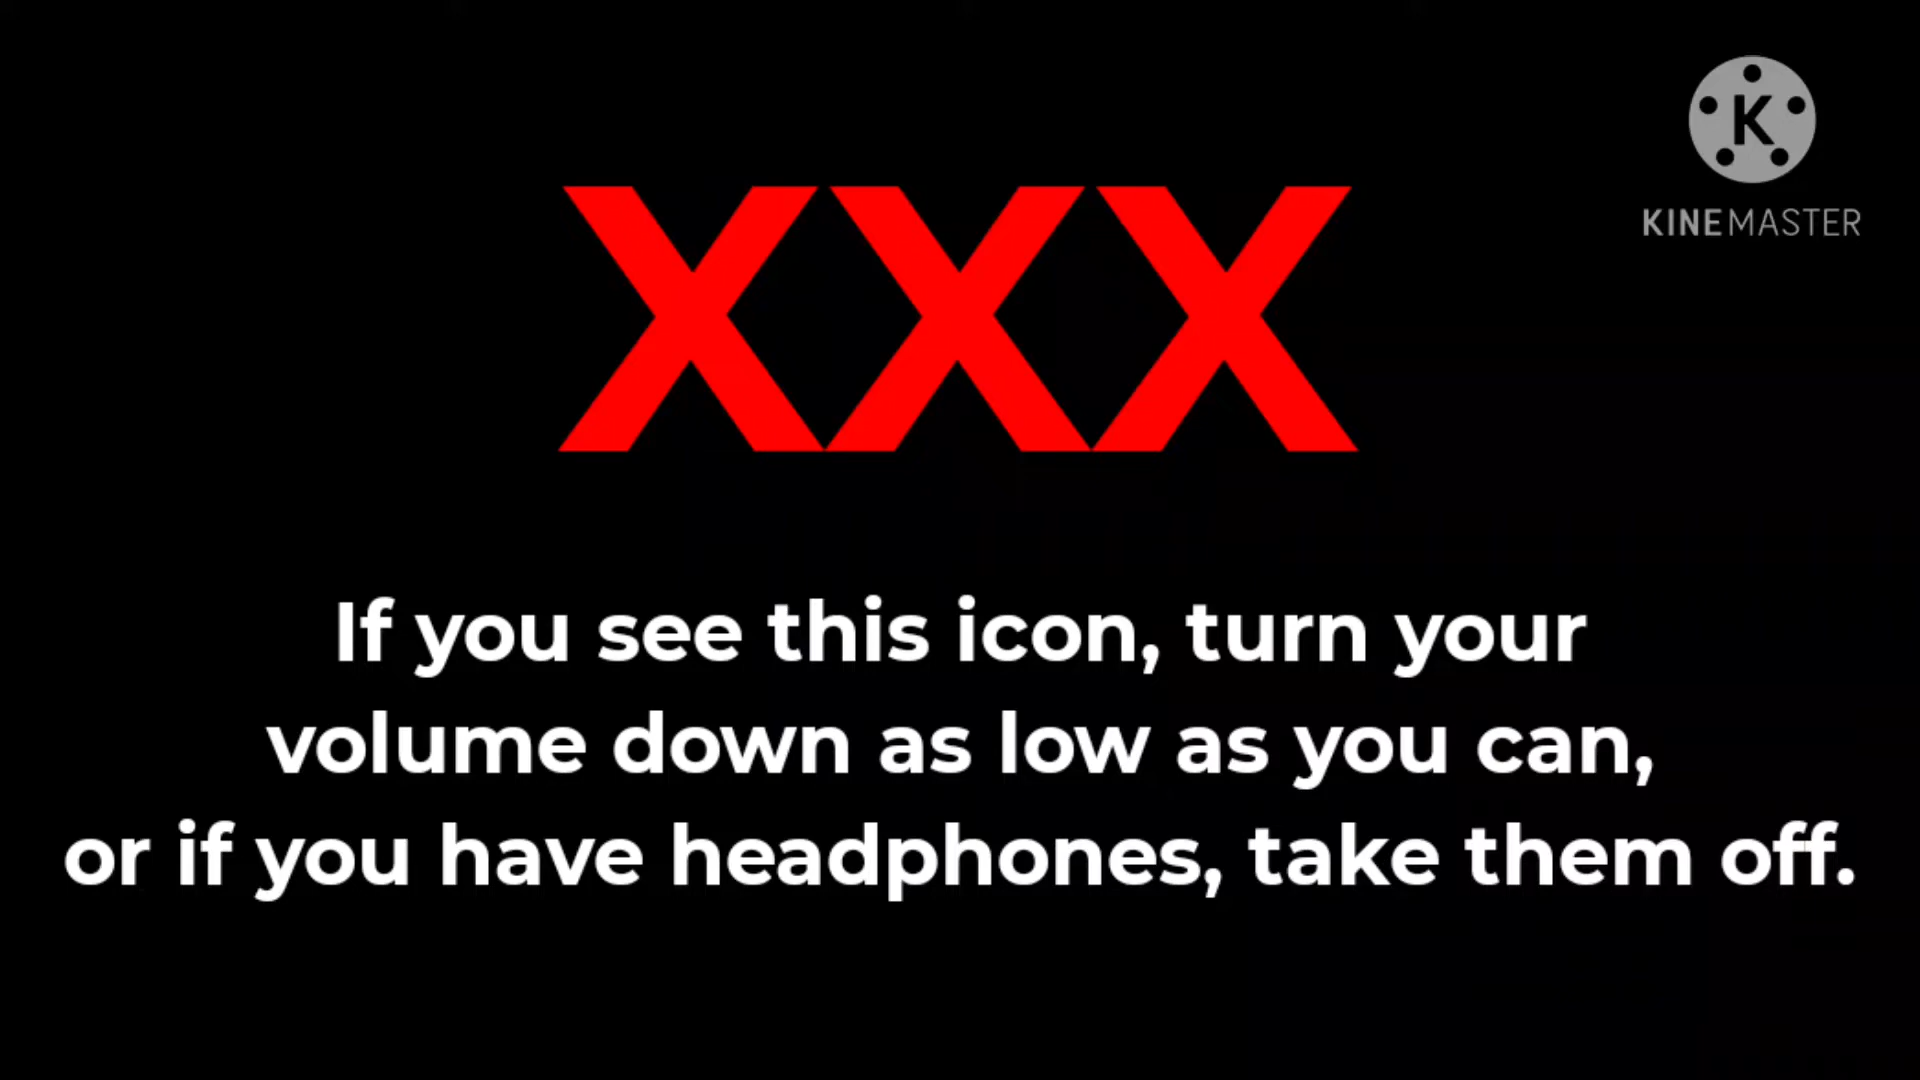 K
KINEMASTER
XXX
If you see this icon, turn your
volume down as low as you can,
or if you have headphones, take them off.